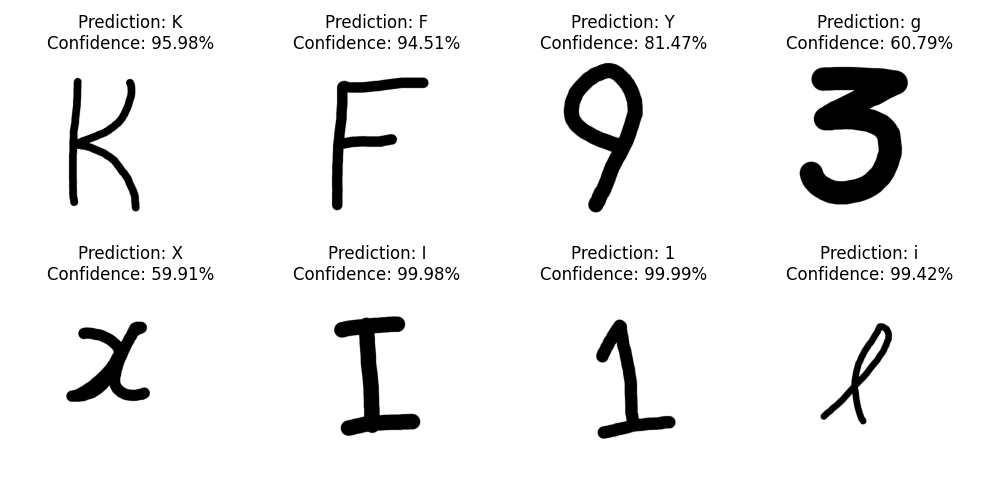 Prediction: K Prediction: F Prediction: Y Prediction: g
Confidence: 95.98% Confidence: 94.51% Confidence: 81.47% Confidence: 60.79%
K F 9 3
Prediction: X Prediction: I Prediction: 1 Prediction: i
Confidence: 59.91% Confidence: 99.98% Confidence: 99.99% Confidence: 99.42%
x I 1 l